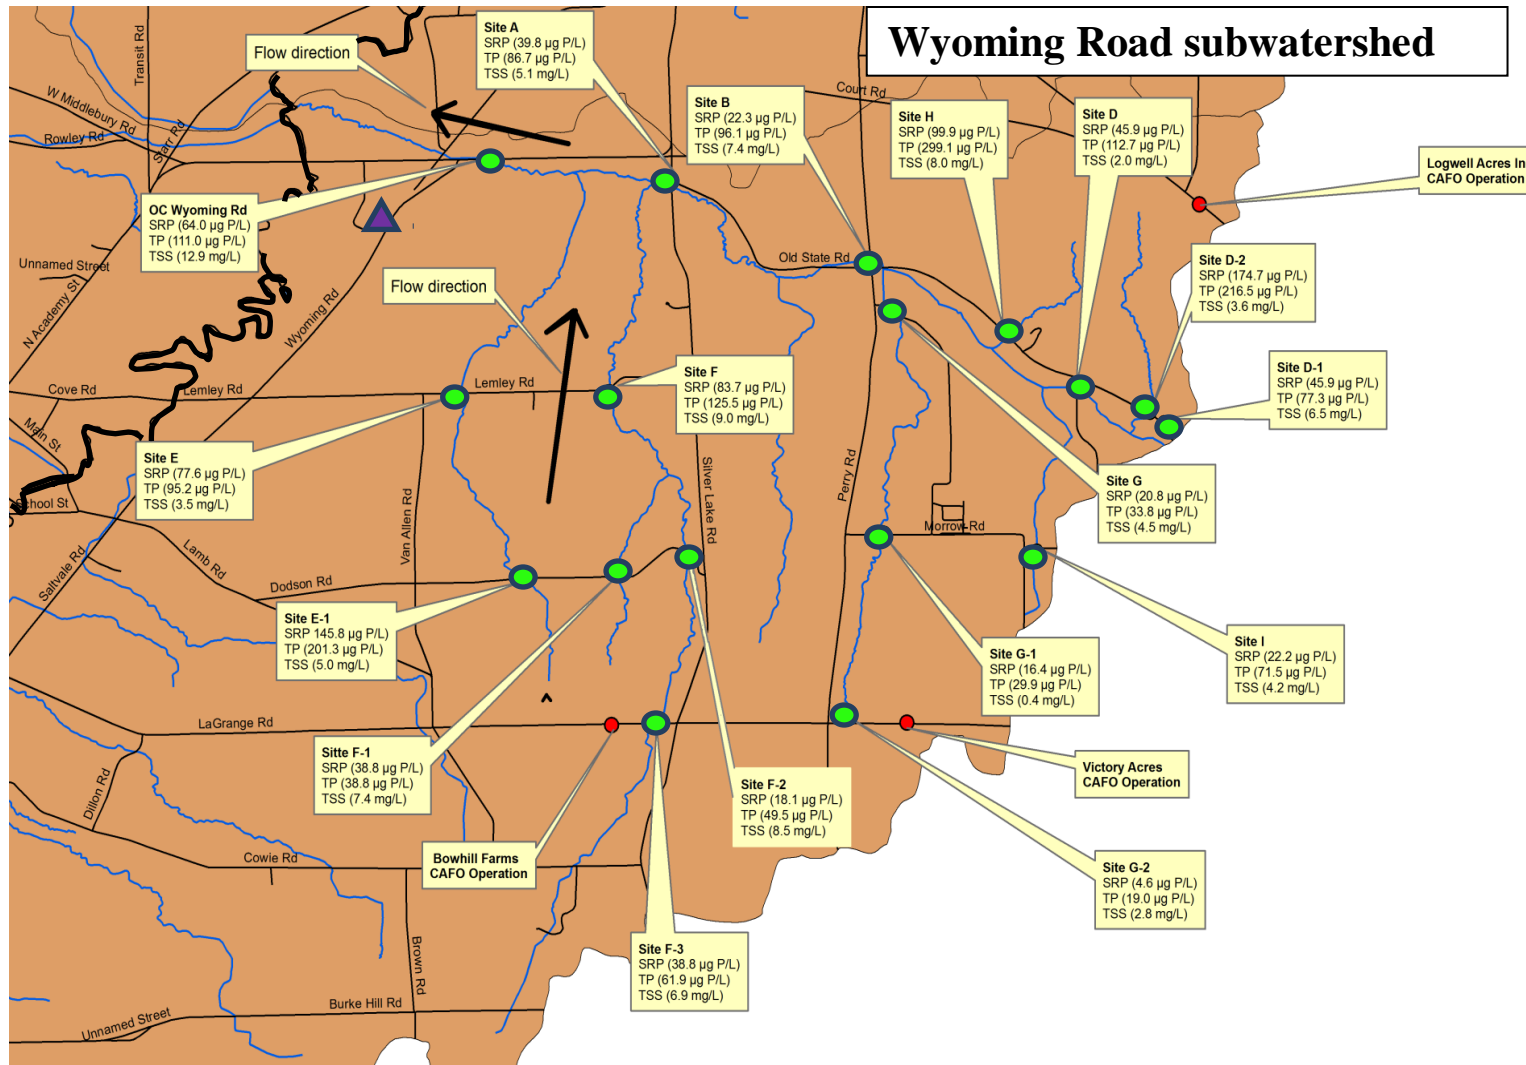 Wyoming Road subwatershed
Flow direction
Site A
SRP (39.8 µg P/L)
TP (86.7 µg P/L)
TSS (5.1 mg/L)
Site B
SRP (22.3 µg P/L)
TP (96.1 µg P/L)
TSS (7.4 mg/L)
Court Rd
Site H
SRP (99.9 µg P/L)
TP (299.1 µg P/L)
TSS (8.0 mg/L)
Site D
SRP (45.9 µg P/L)
TP (112.7 µg P/L)
TSS (2.0 mg/L)
Logwell Acres In
CAFO Operation
Transit Rd
W Middlebury Rd
Rowley Rd
Starr Rd
OC Wyoming Rd
SRP (64.0 µg P/L)
TP (111.0 µg P/L)
TSS (12.9 mg/L)
Unnamed Street
N Academy St
Wyoming Rd
Flow direction
Old State Rd
Site D-2
SRP (174.7 µg P/L)
TP (216.5 µg P/L)
TSS (3.6 mg/L)
Site D-1
SRP (45.9 µg P/L)
TP (77.3 µg P/L)
TSS (6.5 mg/L)
Cove Rd
Lemley Rd
Lemley Rd
Site F
SRP (83.7 µg P/L)
TP (125.5 µg P/L)
TSS (9.0 mg/L)
Main St
Site E
SRP (77.6 µg P/L)
TP (95.2 µg P/L)
TSS (3.5 mg/L)
School St
Van Allen Rd
Silver Lake Rd
Perry Rd
Site G
SRP (20.8 µg P/L)
TP (33.8 µg P/L)
TSS (4.5 mg/L)
Morrow Rd
Saltvale Rd
Lamb Rd
Dodson Rd
Site E-1
SRP 145.8 µg P/L)
TP (201.3 µg P/L)
TSS (5.0 mg/L)
Site G-1
SRP (16.4 µg P/L)
TP (29.9 µg P/L)
TSS (0.4 mg/L)
Site I
SRP (22.2 µg P/L)
TP (71.5 µg P/L)
TSS (4.2 mg/L)
LaGrange Rd
Sitte F-1
SRP (38.8 µg P/L)
TP (38.8 µg P/L)
TSS (7.4 mg/L)
Site F-2
SRP (18.1 µg P/L)
TP (49.5 µg P/L)
TSS (8.5 mg/L)
Victory Acres
CAFO Operation
Dillon Rd
Cowie Rd
Bowhill Farms
CAFO Operation
Site G-2
SRP (4.6 µg P/L)
TP (19.0 µg P/L)
TSS (2.8 mg/L)
Brown Rd
Site F-3
SRP (38.8 µg P/L)
TP (61.9 µg P/L)
TSS (6.9 mg/L)
Burke Hill Rd
Unnamed Street